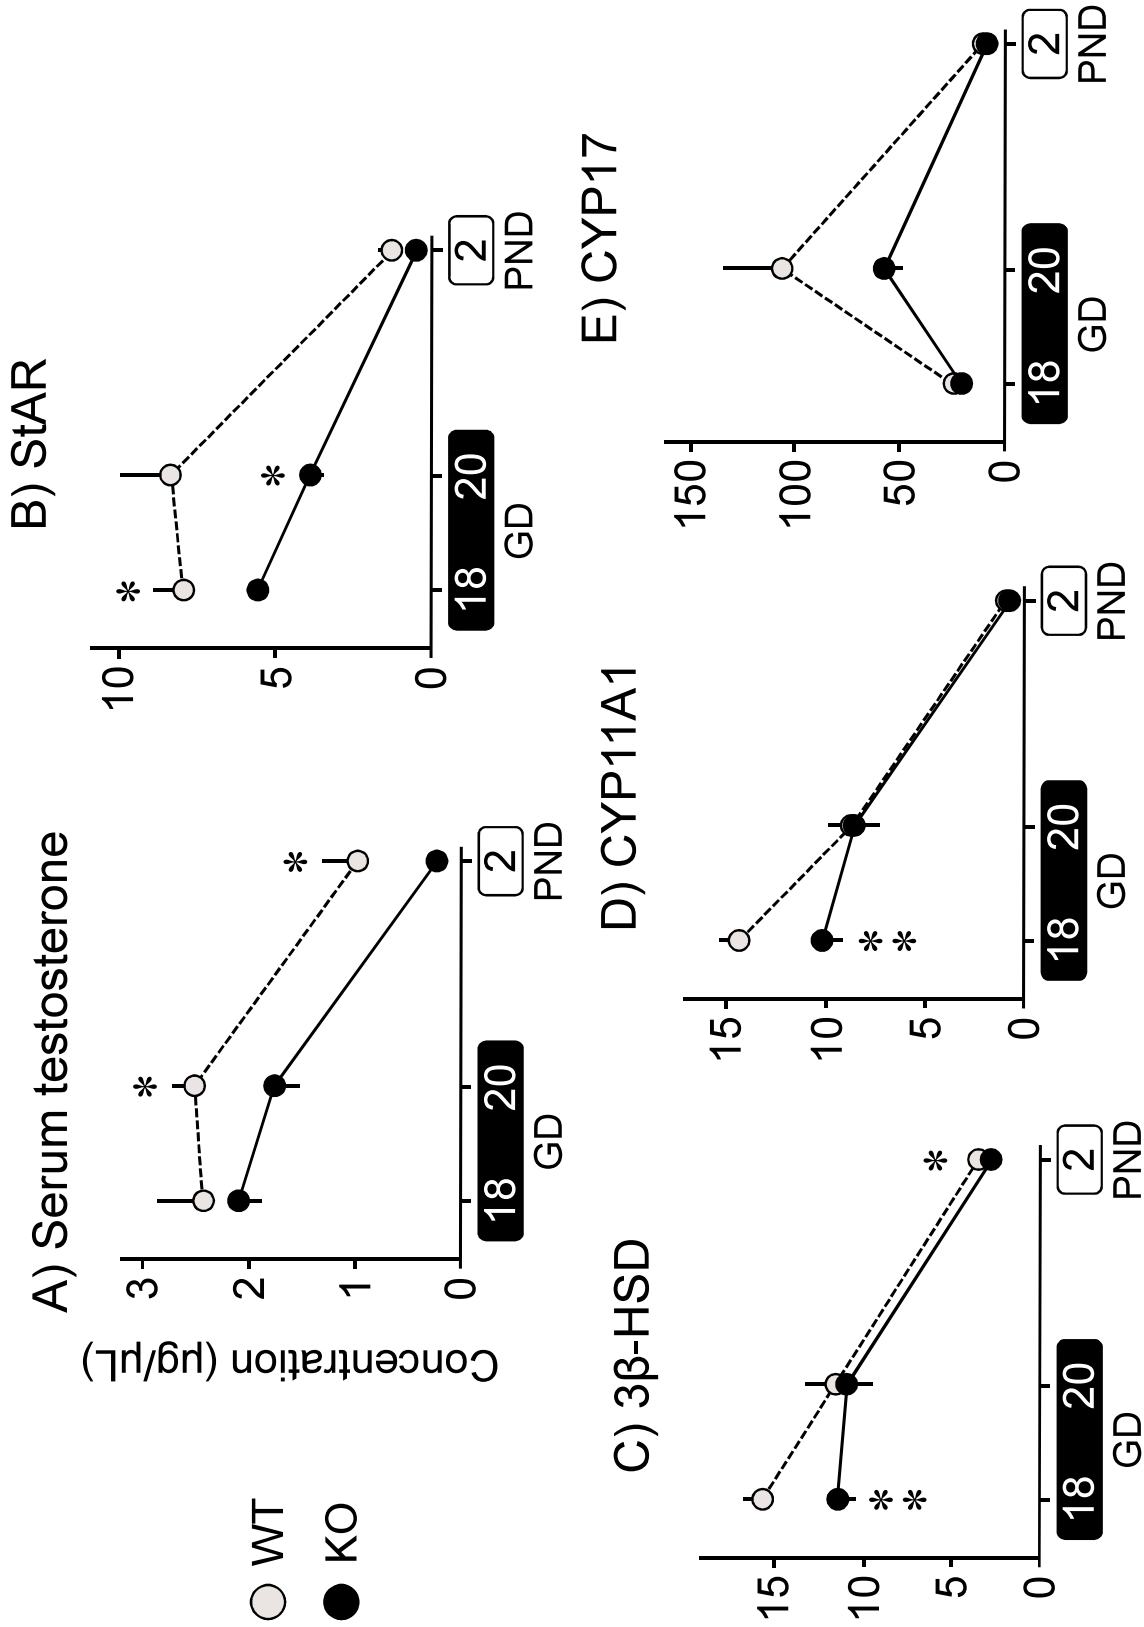 WT
KO
A) Serum testosterone
Concentration (µg/µL)
3
2
1
0
18 20 2
GD PND
*
*
B) StAR
10
5
0
18 20 2
GD PND
*
*
C) 3β-HSD
15
10
5
0
18 20 2
GD PND
**
*
D) CYP11A1
15
10
5
0
18 20 2
GD PND
**
E) CYP17
150
100
50
0
18 20 2
GD PND